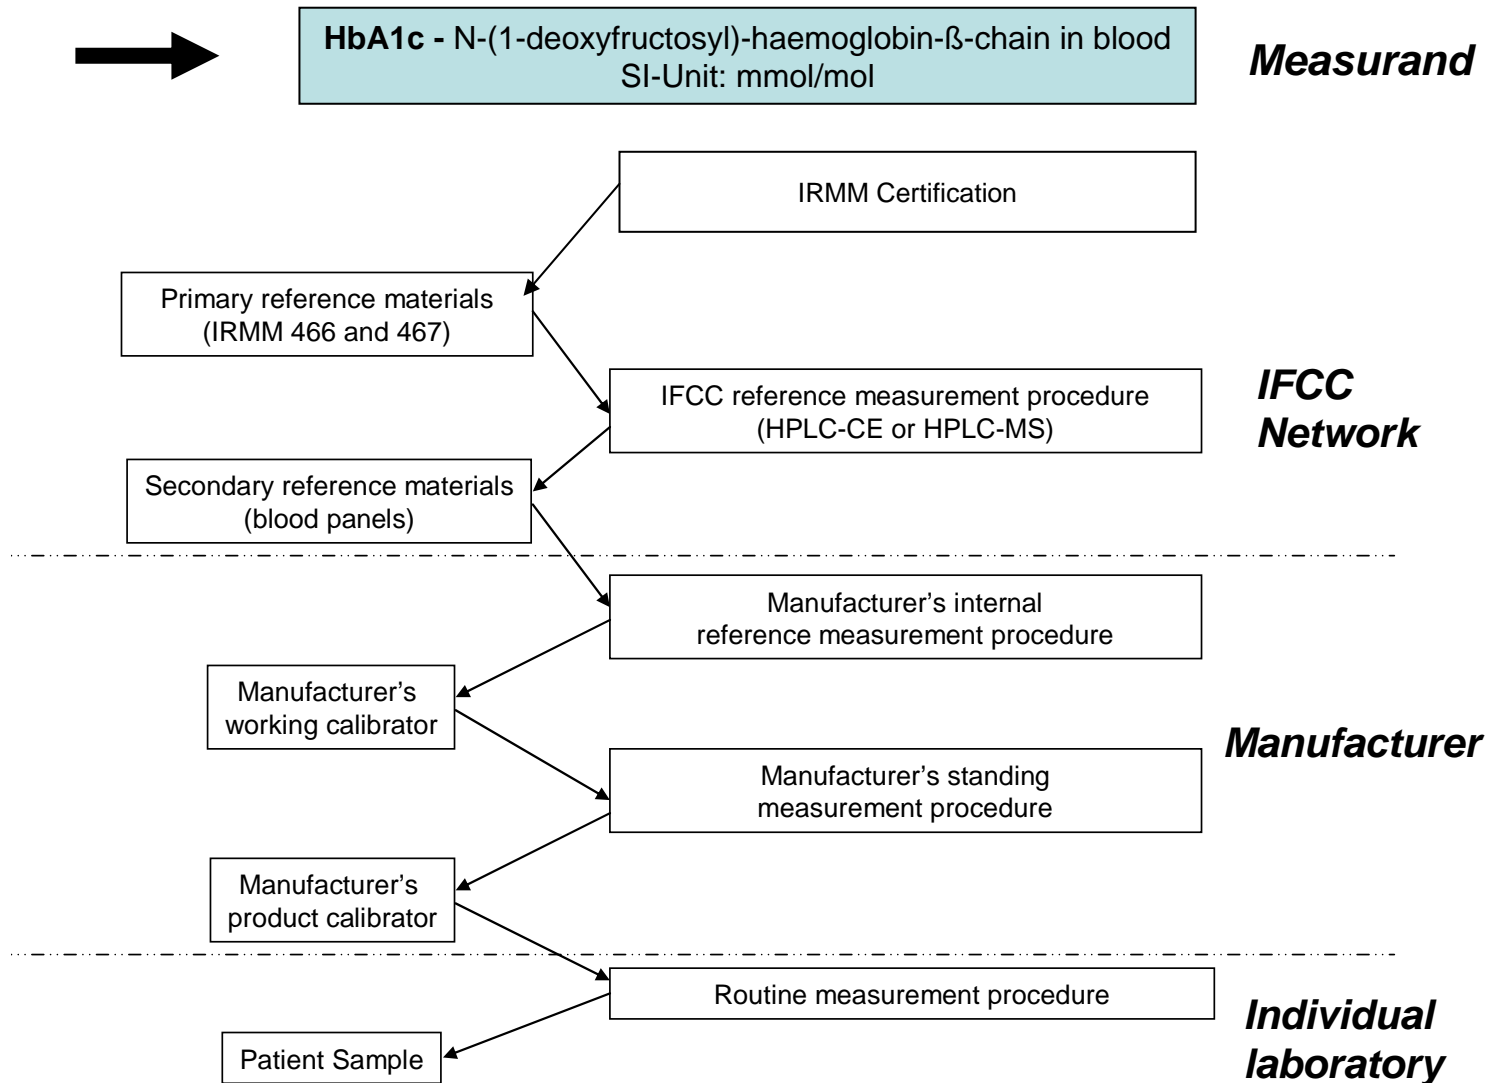 HbA1c - N-(1-deoxyfructosyl)-haemoglobin-ß-chain in blood
SI-Unit: mmol/mol
Measurand
IRMM Certification
Primary reference materials
(IRMM 466 and 467)
IFCC reference measurement procedure
(HPLC-CE or HPLC-MS)
IFCC
Network
Secondary reference materials
(blood panels)
Manufacturer’s internal
reference measurement procedure
Manufacturer’s
working calibrator
Manufacturer
Manufacturer’s standing
measurement procedure
Manufacturer’s
product calibrator
Routine measurement procedure
Individual
laboratory
Patient Sample